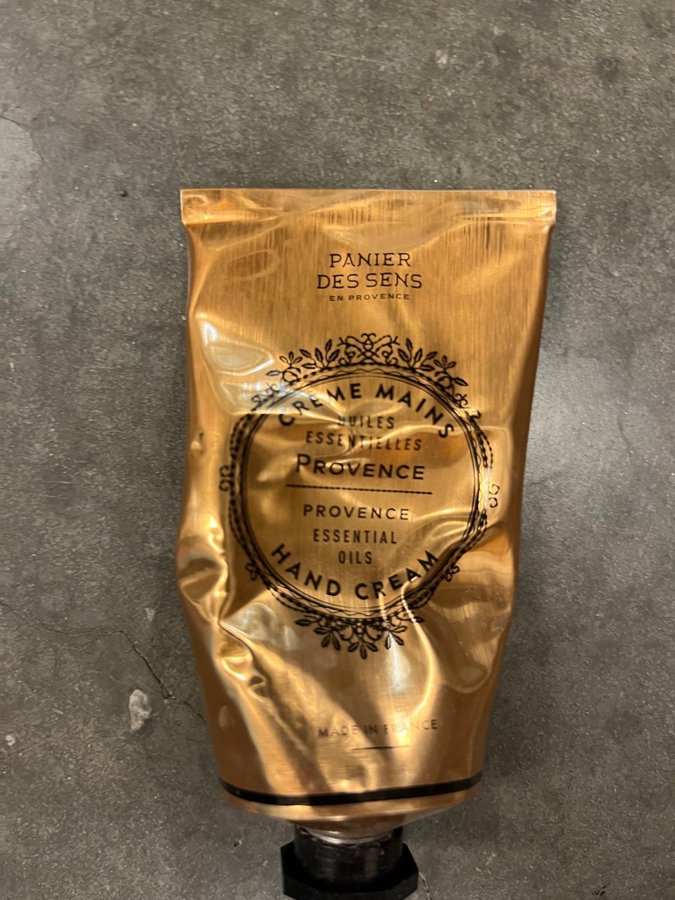 PANIER
DES SENS
EN PROVENCE
CRÈME MAINS
HUILES
ESSENTIELLES
PROVENCE
PROVENCE
ESSENTIAL
OILS
HAND CREAM
MADE IN FRANCE